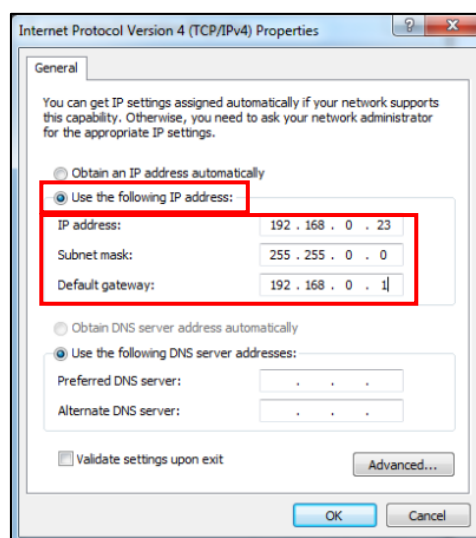 Internet Protocol Version 4 (TCP/IPv4) Properties
General
You can get IP settings assigned automatically if your network supports
this capability. Otherwise, you need to ask your network administrator
for the appropriate IP settings.
Obtain an IP address automatically
Use the following IP address:
IP address: 192 . 168 . 0 . 23
Subnet mask: 255 . 255 . 0 . 0
Default gateway: 192 . 168 . 0 . 1
Obtain DNS server address automatically
Use the following DNS server addresses:
Preferred DNS server: . . .
Alternate DNS server: . . .
Validate settings upon exit
Advanced...
OK Cancel